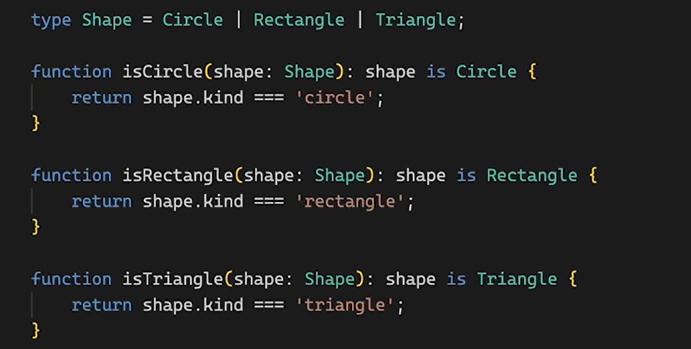 type Shape = Circle | Rectangle | Triangle;
function isCircle(shape: Shape): shape is Circle {
    return shape.kind === 'circle';
}
function isRectangle(shape: Shape): shape is Rectangle {
    return shape.kind === 'rectangle';
}
function isTriangle(shape: Shape): shape is Triangle {
    return shape.kind === 'triangle';
}